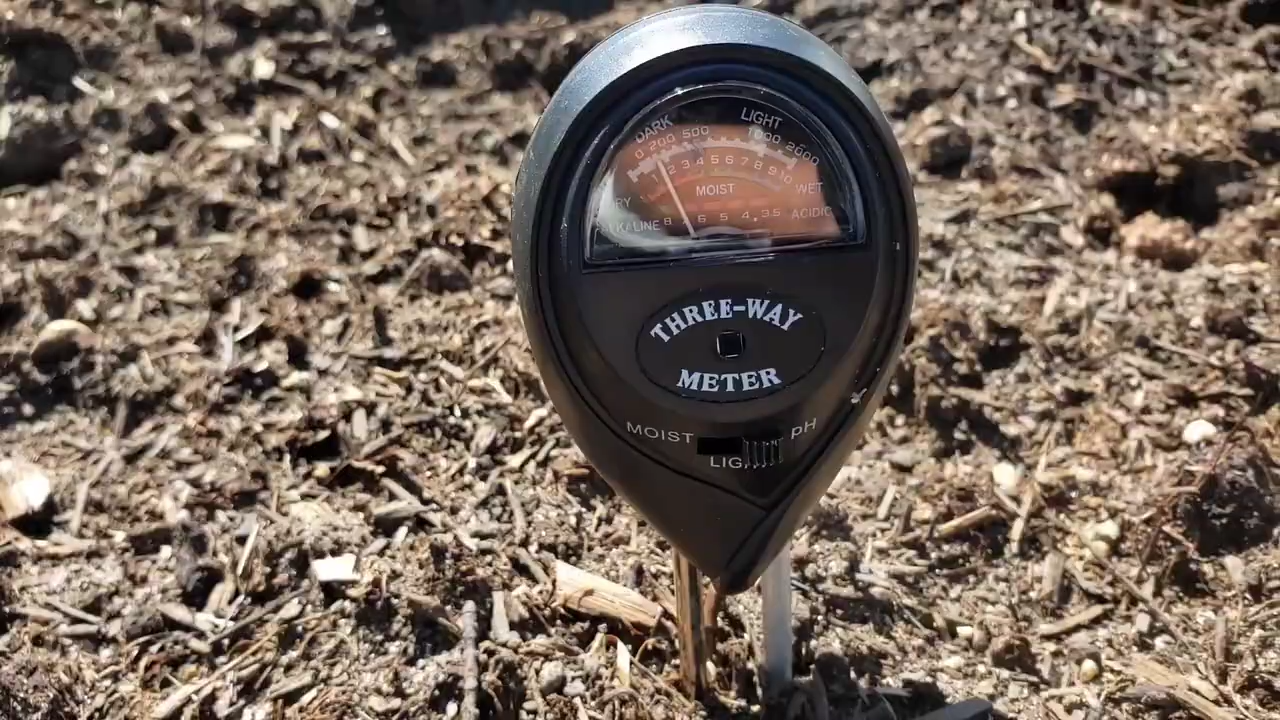 DARK LIGHT
0 200 500 1000 2000
1 2 3 4 5 6 7 8 9 10
MOIST WET
8 6 5 4 3.5 ACIDIC
THREE-WAY
METER
MOIST pH